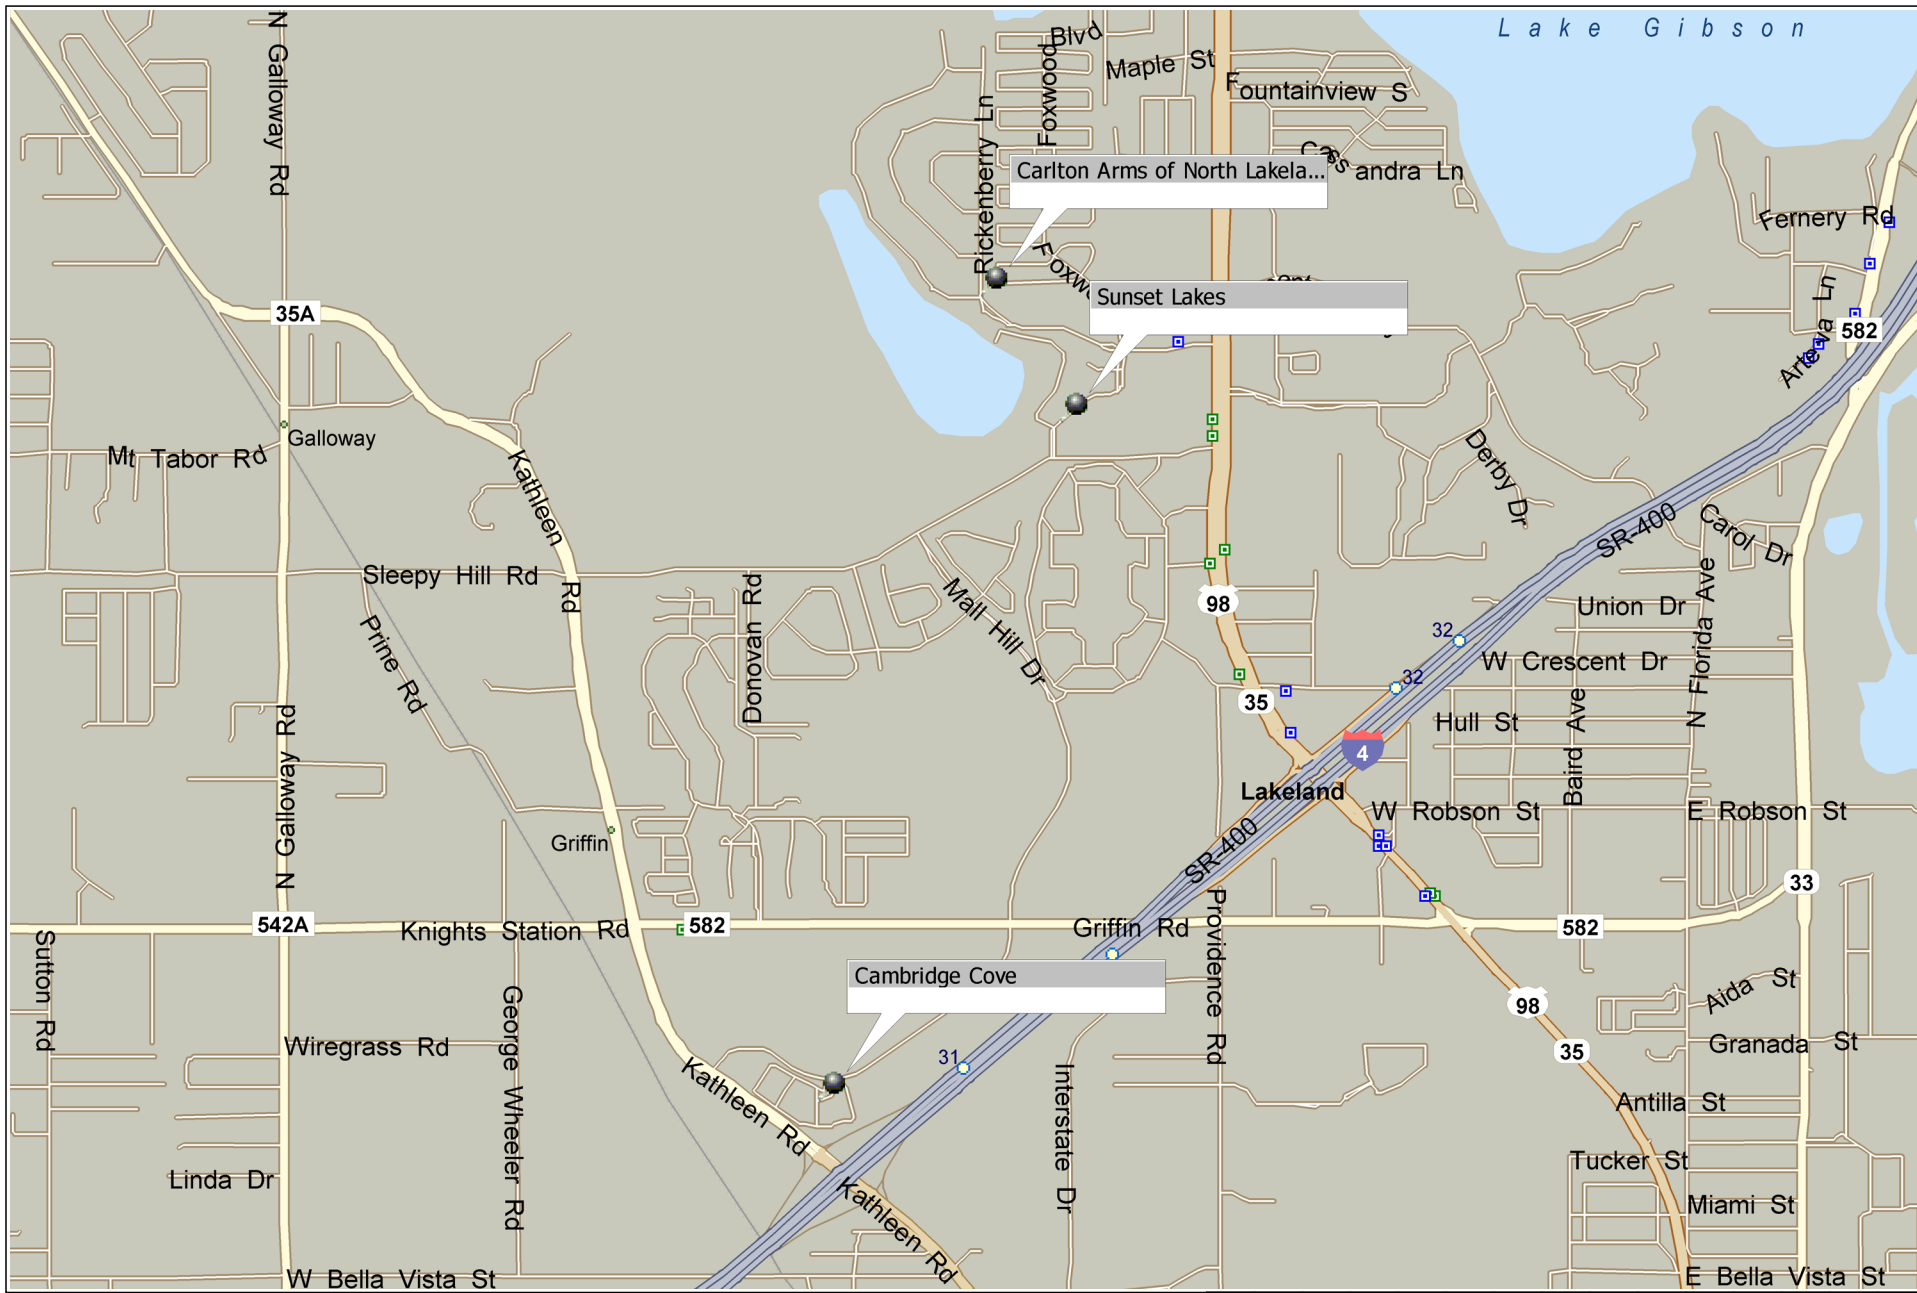 Lake Gibson
N Galloway Rd
Blvd
Foxwood
Maple St
Fountainview S
Cassandra Ln
Rickenberry Ln
Carlton Arms of North Lakela...
Fernery Rd
Foxwo
Sunset Lakes
Arteva Ln
35A
582
Galloway
Mt Tabor Rd
Kathleen Rd
Derby Dr
SR-400
Carol Dr
Sleepy Hill Rd
Donovan Rd
Mall Hill Dr
98
Union Dr
N Florida Ave
32
W Crescent Dr
32
Prine Rd
35
Hull St
Baird Ave
4
N Galloway Rd
Lakeland
W Robson St
E Robson St
Griffin
SR-400
33
542A
Knights Station Rd
582
Griffin Rd
582
Sutton Rd
Cambridge Cove
Providence Rd
Aida St
98
George Wheeler Rd
Wiregrass Rd
31
35
Granada St
Kathleen Rd
Interstate Dr
Antilla St
Linda Dr
Tucker St
Kathleen Rd
Miami St
W Bella Vista St
E Bella Vista St